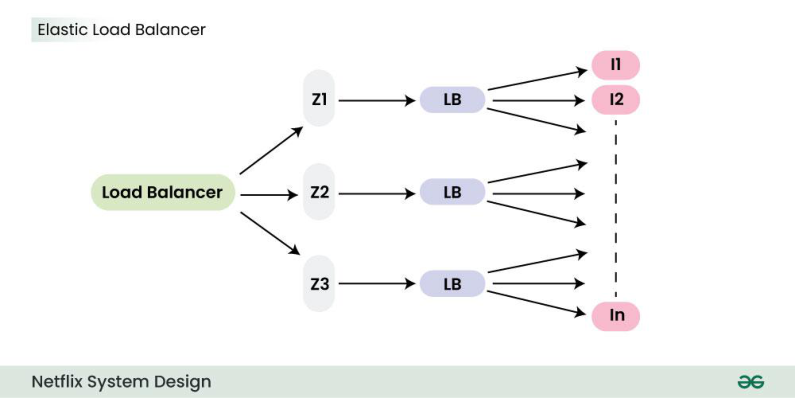 Elastic Load Balancer
Load Balancer
Z1
LB
I1
I2
Z2
LB
Z3
LB
In
Netflix System Design